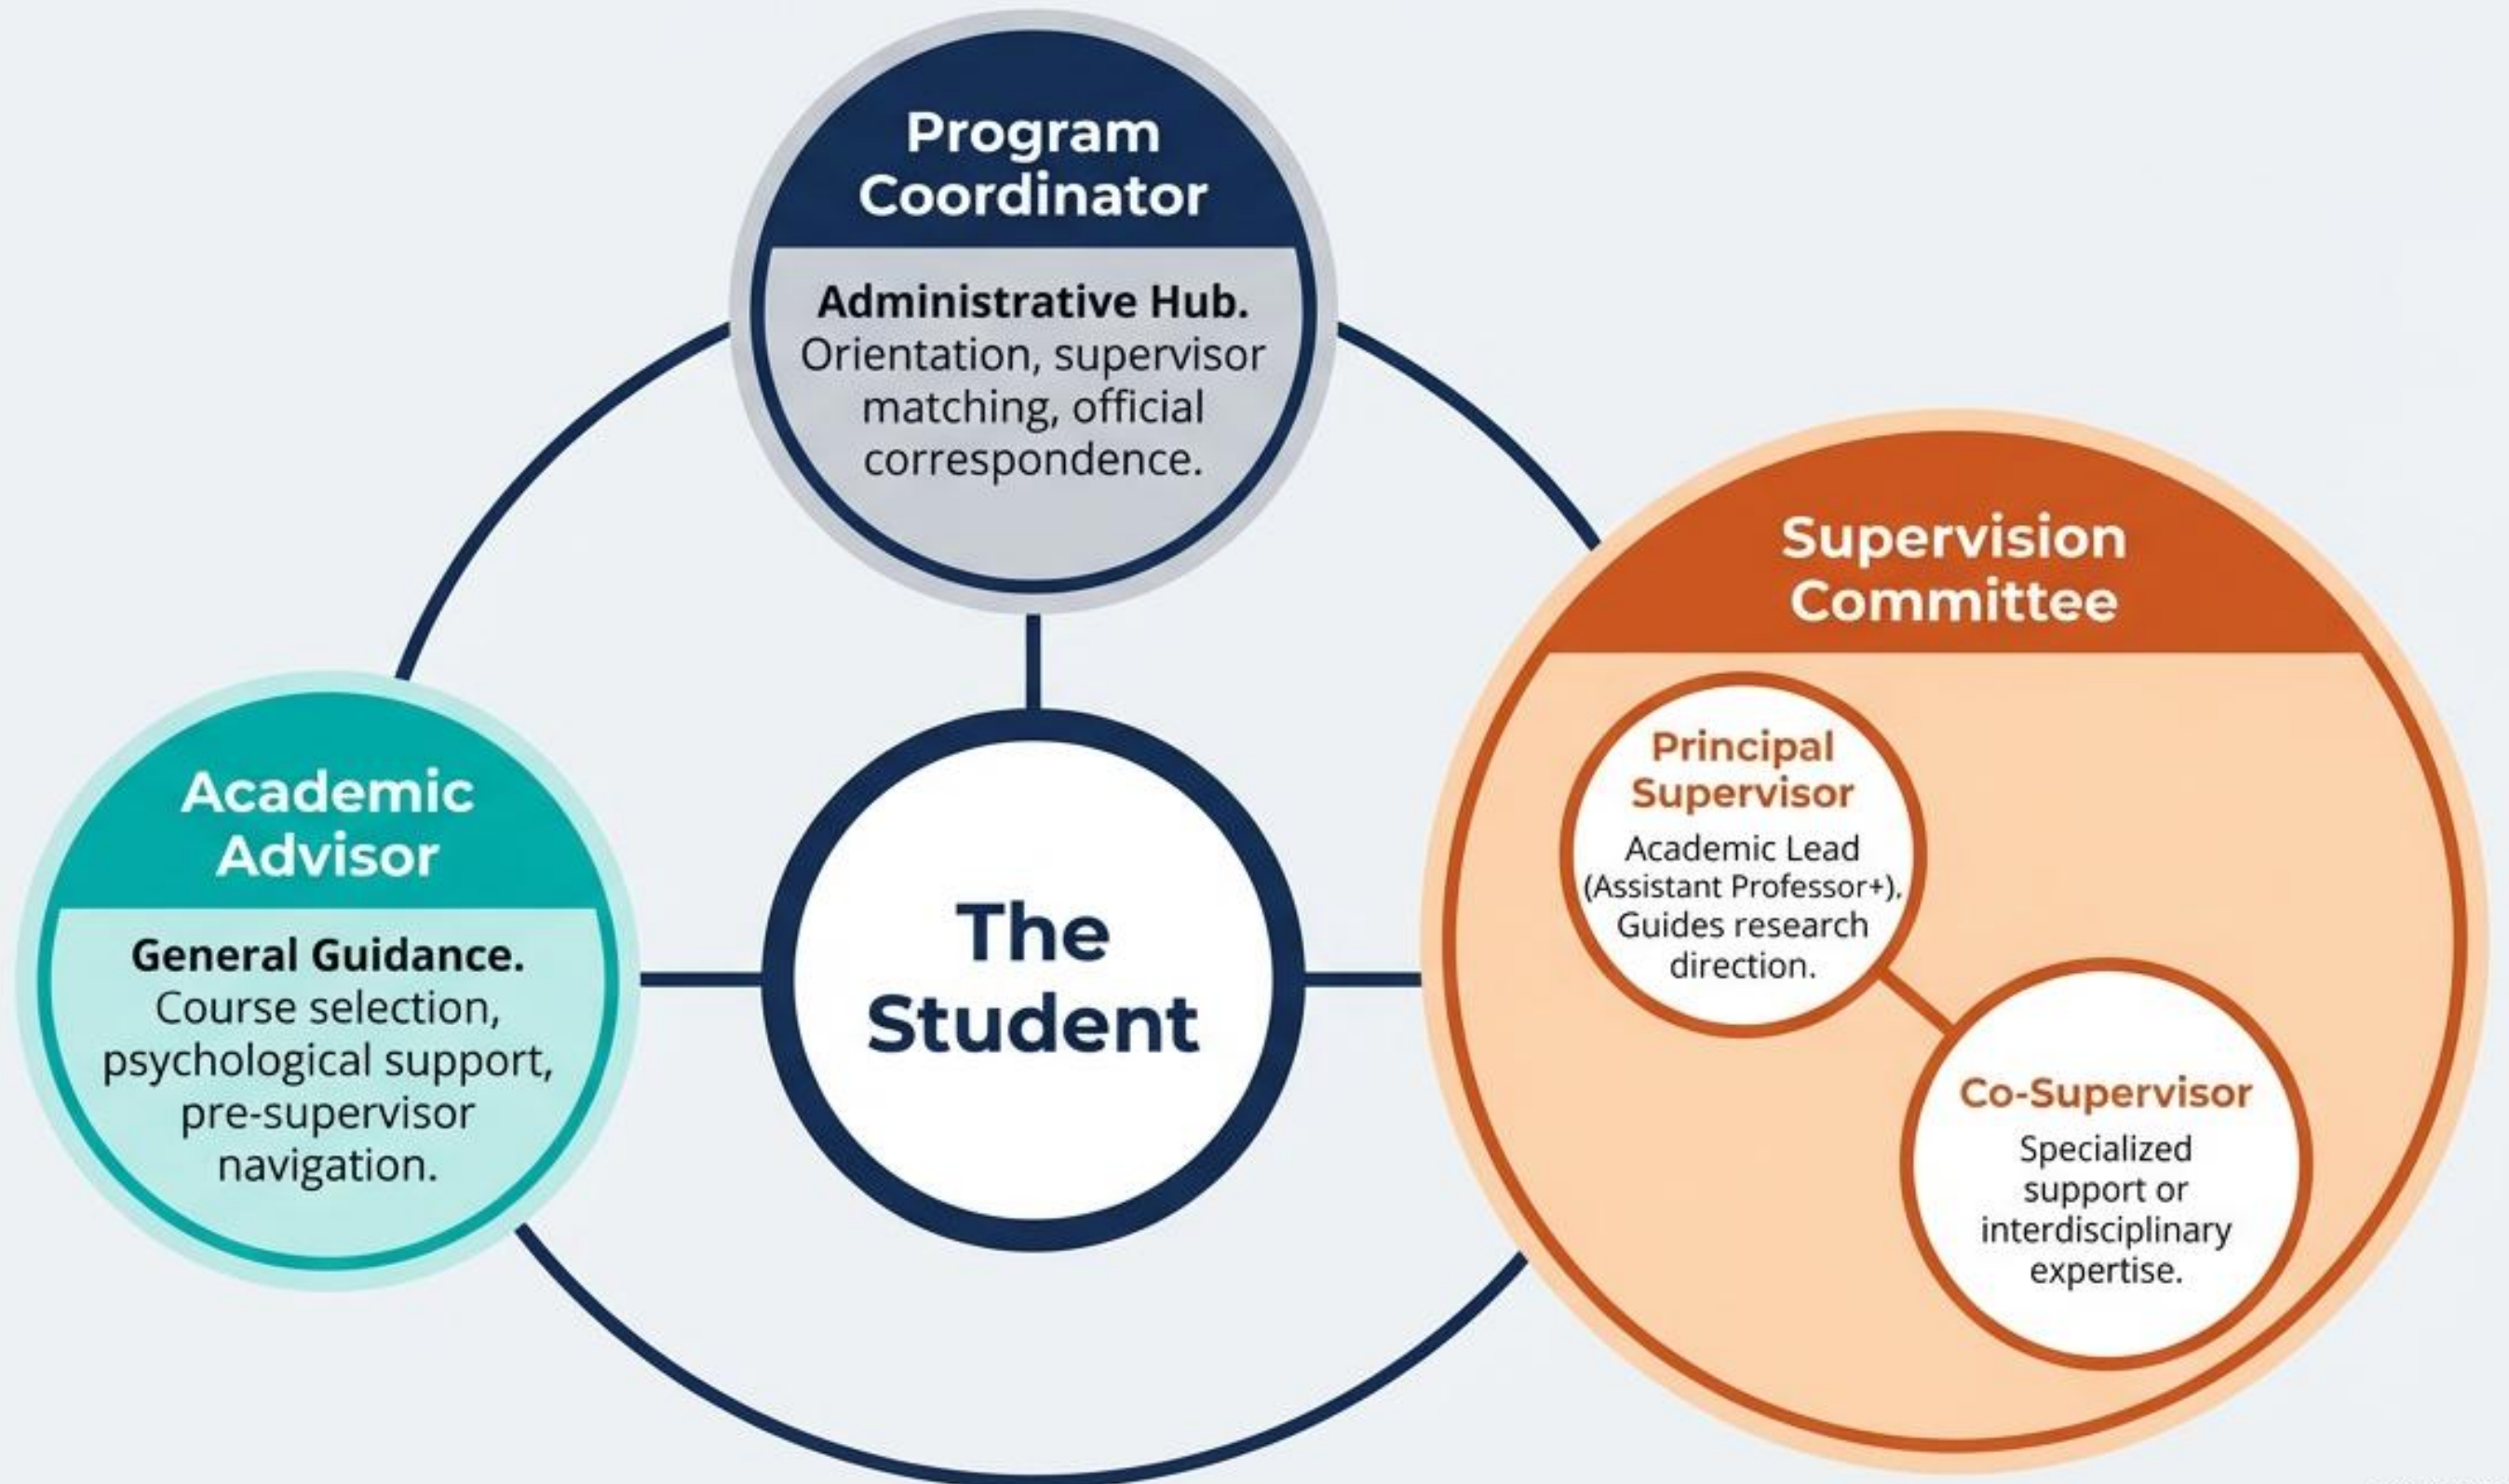 Program
Coordinator
Administrative Hub.
Orientation, supervisor
matching, official
correspondence.
Academic
Advisor
General Guidance.
Course selection,
psychological support,
pre-supervisor
navigation.
The
Student
Supervision
Committee
Principal
Supervisor
Academic Lead
(Assistant Professor+).
Guides research
direction.
Co-Supervisor
Specialized
support or
interdisciplinary
expertise.